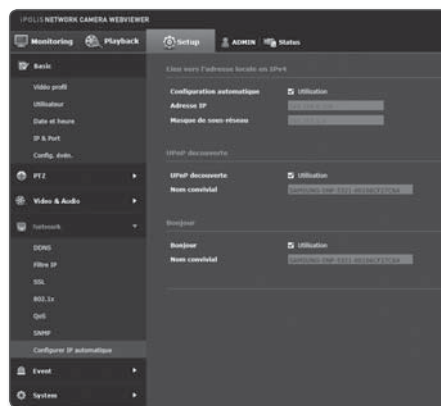 iPOLiS NETWORK CAMERA WEBVIEWER
Monitoring Playback Setup ADMIN Status
Basic
Vidéo profil
Utilisateur
Date et heure
IP & Port
Config. évén.
PTZ
Video & Audio
Network
DDNS
Filtre IP
SSL
802.1x
QoS
SNMP
Configurer IP automatique
Event
System
Lien vers l'adresse locale en IPv4
Configuration automatique Utilisation
Adresse IP
Masque de sous-réseau
UPnP decouverte
UPnP decouverte Utilisation
Nom convivial
Bonjour
Bonjour Utilisation
Nom convivial